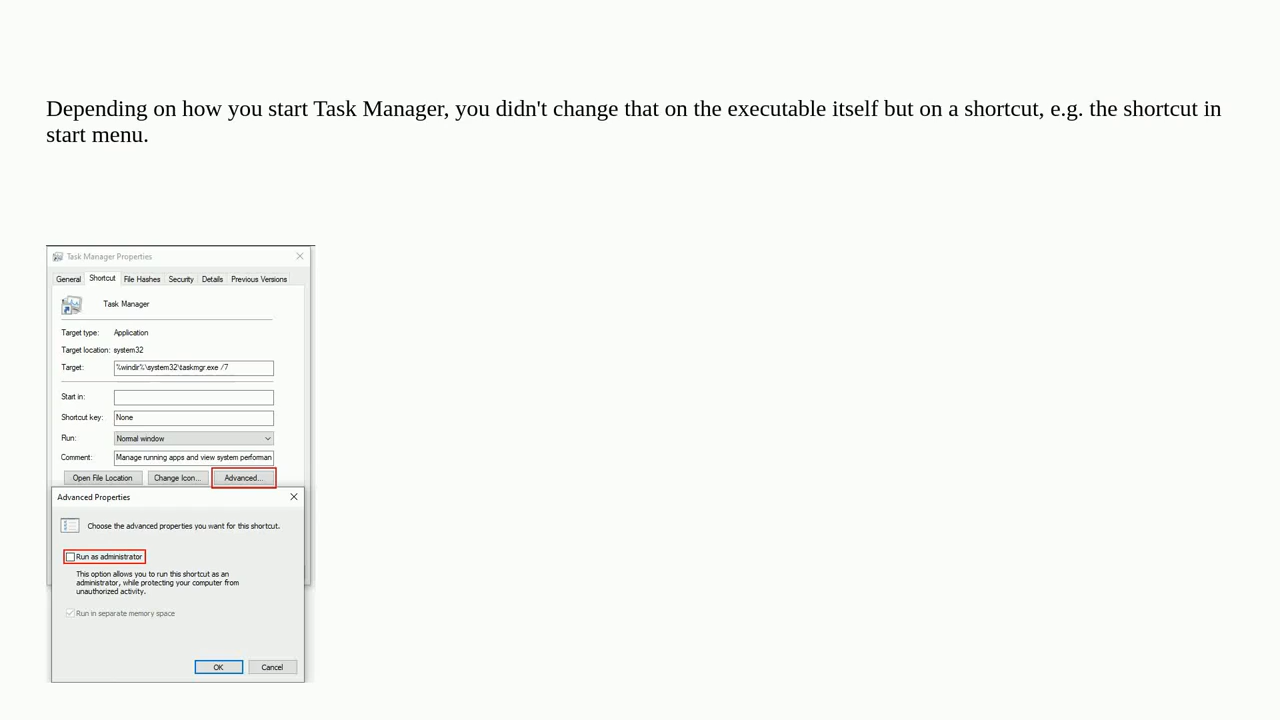 Depending on how you start Task Manager, you didn't change that on the executable itself but on a shortcut, e.g. the shortcut in
start menu.
Task Manager Properties
General Shortcut File Hashes Security Details Previous Versions
Task Manager
Target type: Application
Target location: system32
Target: %windir%\system32\taskmgr.exe /7
Start in:
Shortcut key: None
Run: Normal window
Comment: Manage running apps and view system performan
Open File Location Change Icon... Advanced...
Advanced Properties
Choose the advanced properties you want for this shortcut.
Run as administrator
This option allows you to run this shortcut as an
administrator, while protecting your computer from
unauthorized activity.
Run in separate memory space
OK Cancel